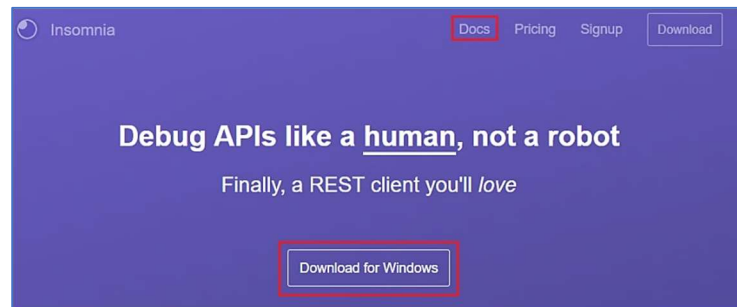 Insomnia Docs Pricing Signup Download
Debug APIs like a human, not a robot
Finally, a REST client you'll love
Download for Windows